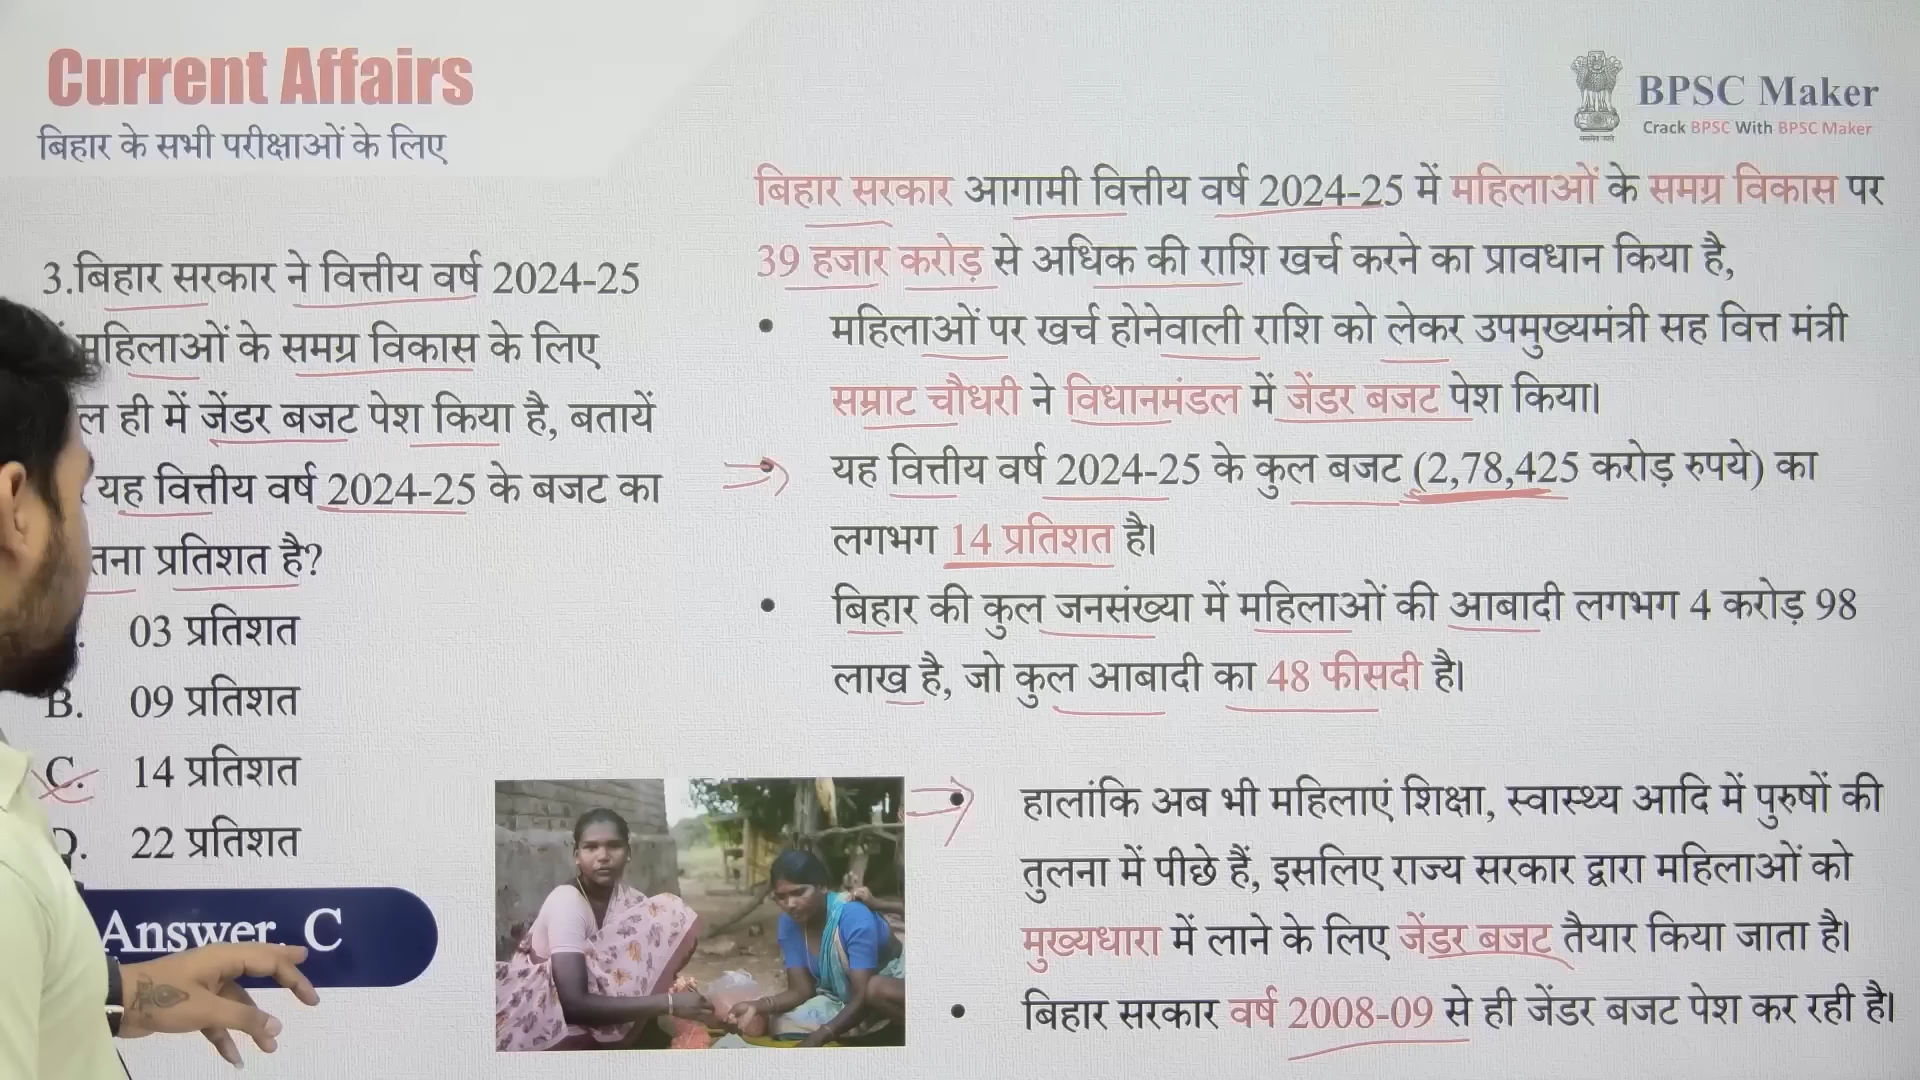 Current Affairs
बिहार के सभी परीक्षाओं के लिए
BPSC Maker
Crack BPSC With BPSC Maker
3.बिहार सरकार ने वित्तीय वर्ष 2024-25
महिलाओं के समग्र विकास के लिए
ही में जेंडर बजट पेश किया है, बतायें
यह वित्तीय वर्ष 2024-25 के बजट का
प्रतिशत है?
03 प्रतिशत
B. 09 प्रतिशत
C. 14 प्रतिशत
D. 22 प्रतिशत
Answer. C
बिहार सरकार आगामी वित्तीय वर्ष 2024-25 में महिलाओं के समग्र विकास पर
39 हजार करोड़ से अधिक की राशि खर्च करने का प्रावधान किया है,
• महिलाओं पर खर्च होनेवाली राशि को लेकर उपमुख्यमंत्री सह वित्त मंत्री
सम्राट चौधरी ने विधानमंडल में जेंडर बजट पेश किया।
• यह वित्तीय वर्ष 2024-25 के कुल बजट (2,78,425 करोड़ रुपये) का
लगभग 14 प्रतिशत है।
• बिहार की कुल जनसंख्या में महिलाओं की आबादी लगभग 4 करोड़ 98
लाख है, जो कुल आबादी का 48 फीसदी है।
• हालांकि अब भी महिलाएं शिक्षा, स्वास्थ्य आदि में पुरुषों की
तुलना में पीछे हैं, इसलिए राज्य सरकार द्वारा महिलाओं को
मुख्यधारा में लाने के लिए जेंडर बजट तैयार किया जाता है।
• बिहार सरकार वर्ष 2008-09 से ही जेंडर बजट पेश कर रही है।